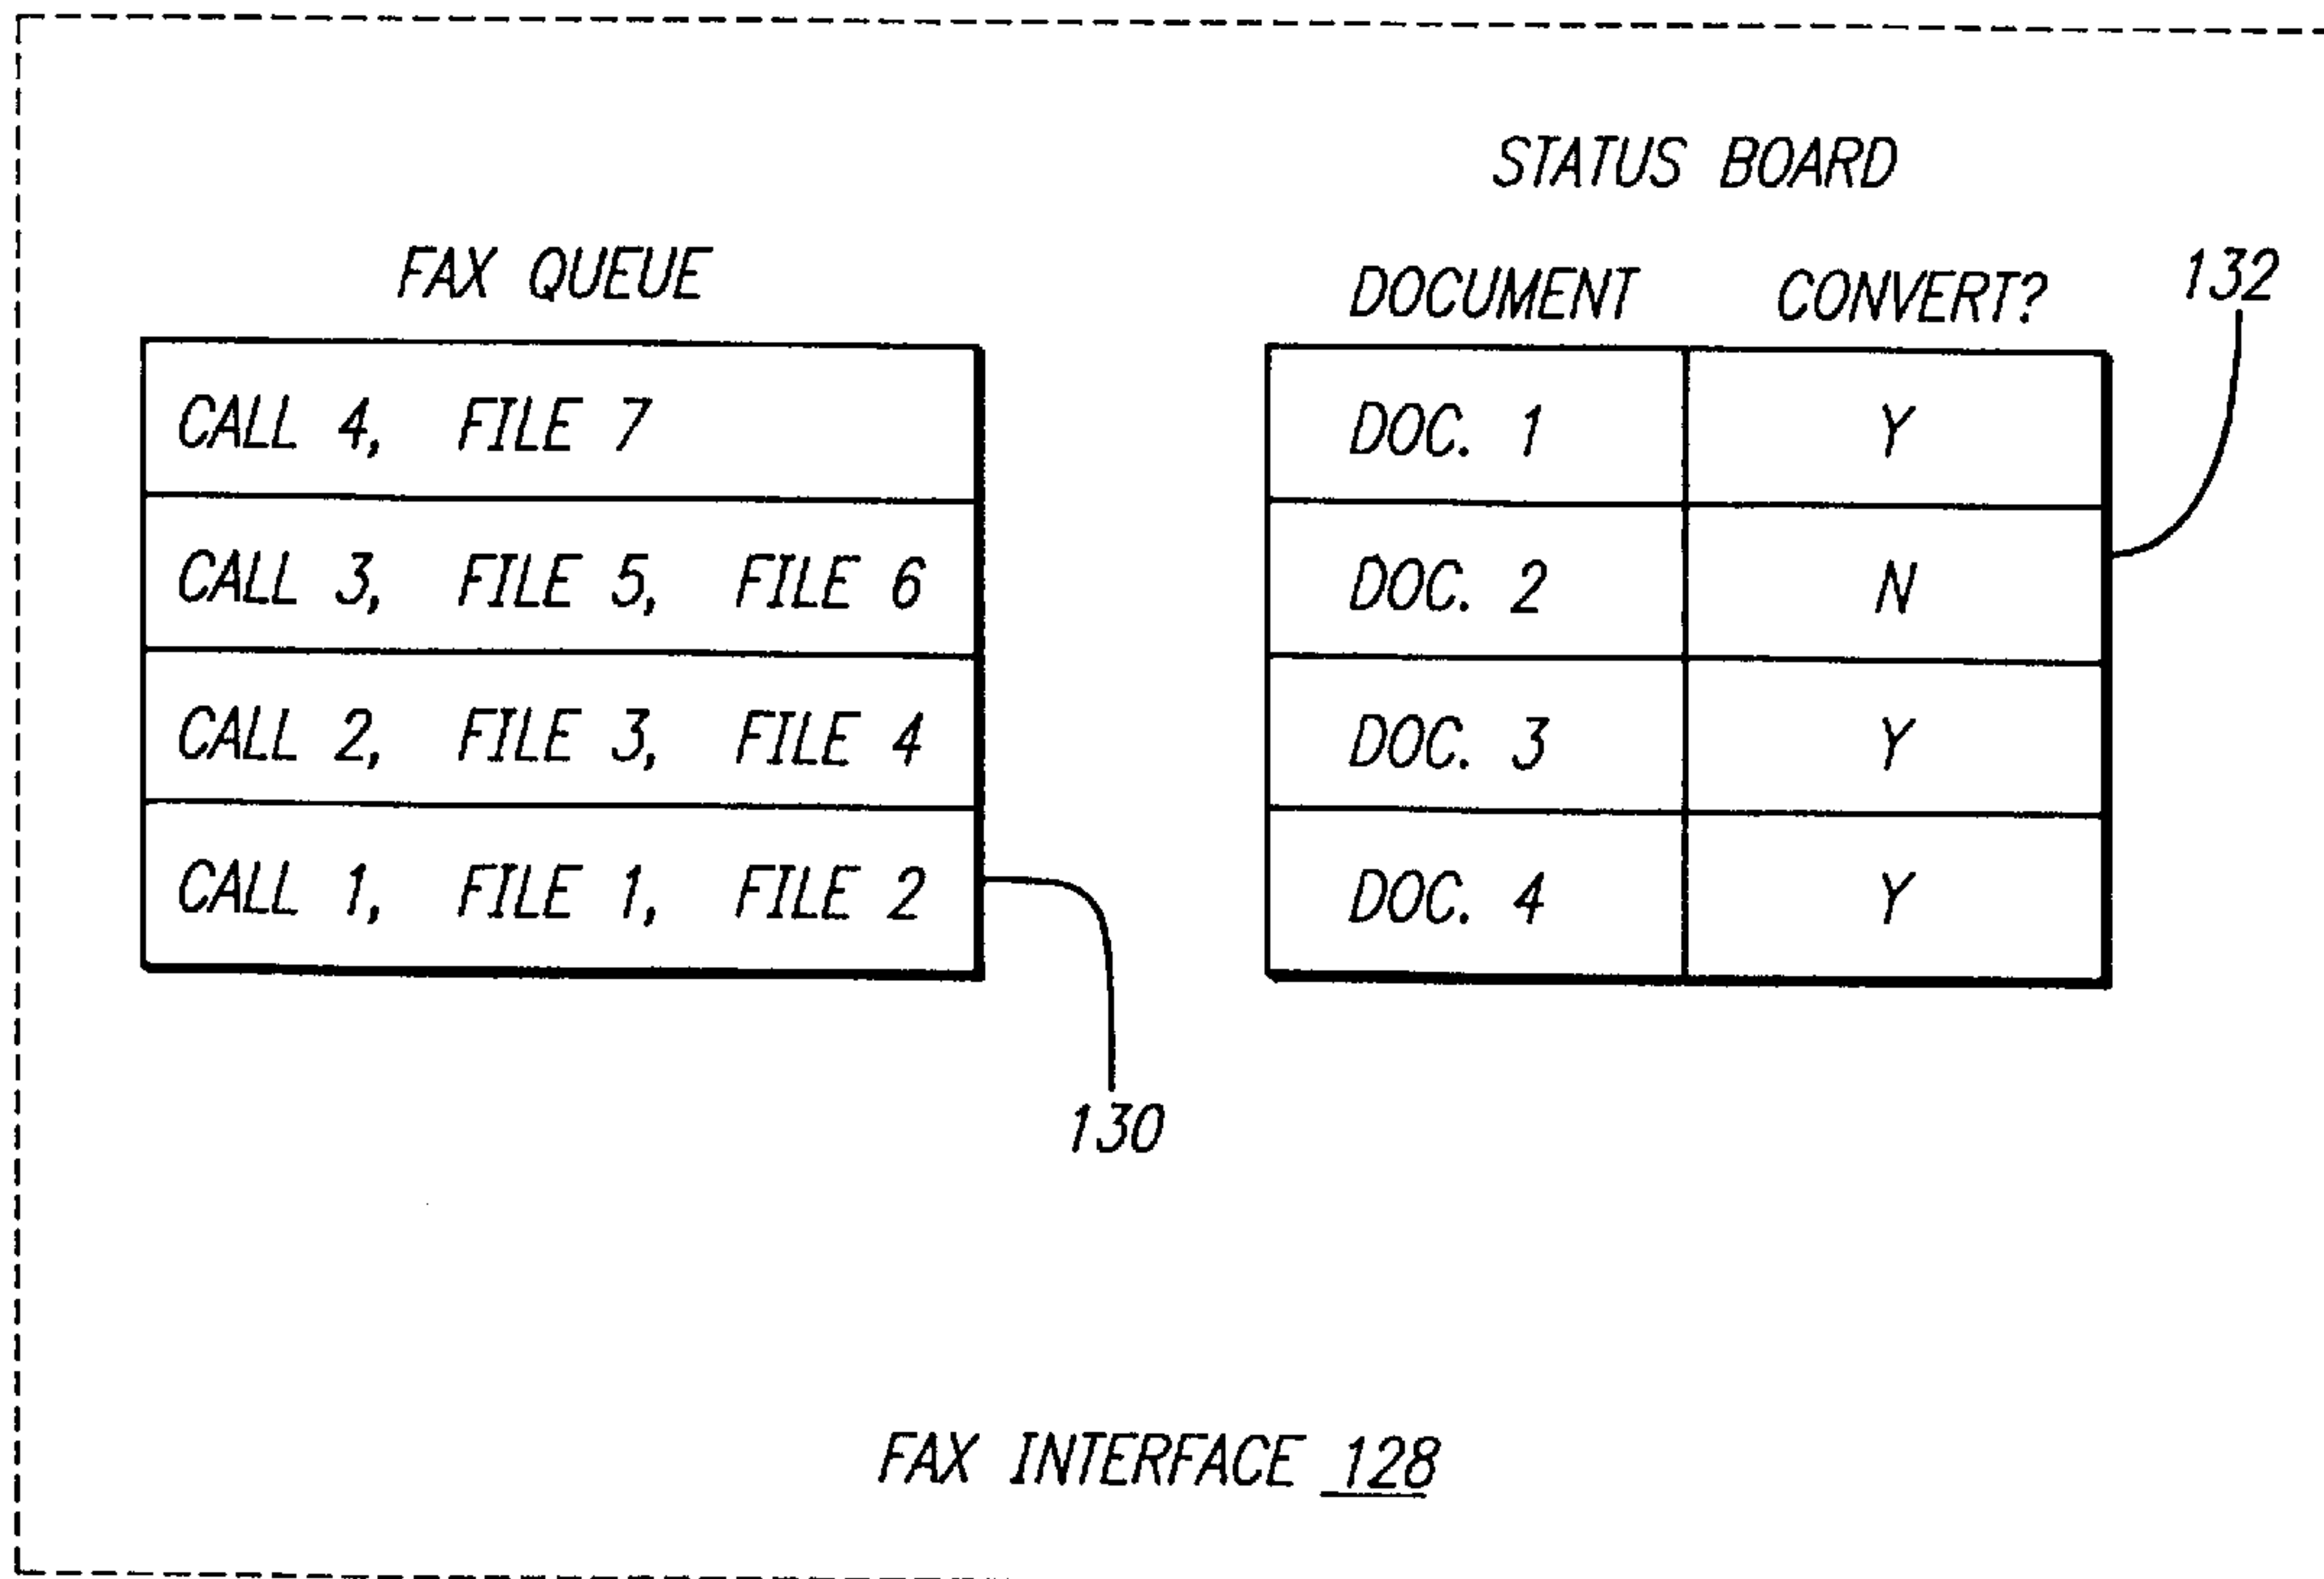 FAX QUEUE
CALL 4, FILE 7
CALL 3, FILE 5, FILE 6
CALL 2, FILE 3, FILE 4
CALL 1, FILE 1, FILE 2
130
STATUS BOARD
DOCUMENT CONVERT?
132
DOC. 1 Y
DOC. 2 N
DOC. 3 Y
DOC. 4 Y
FAX INTERFACE 128